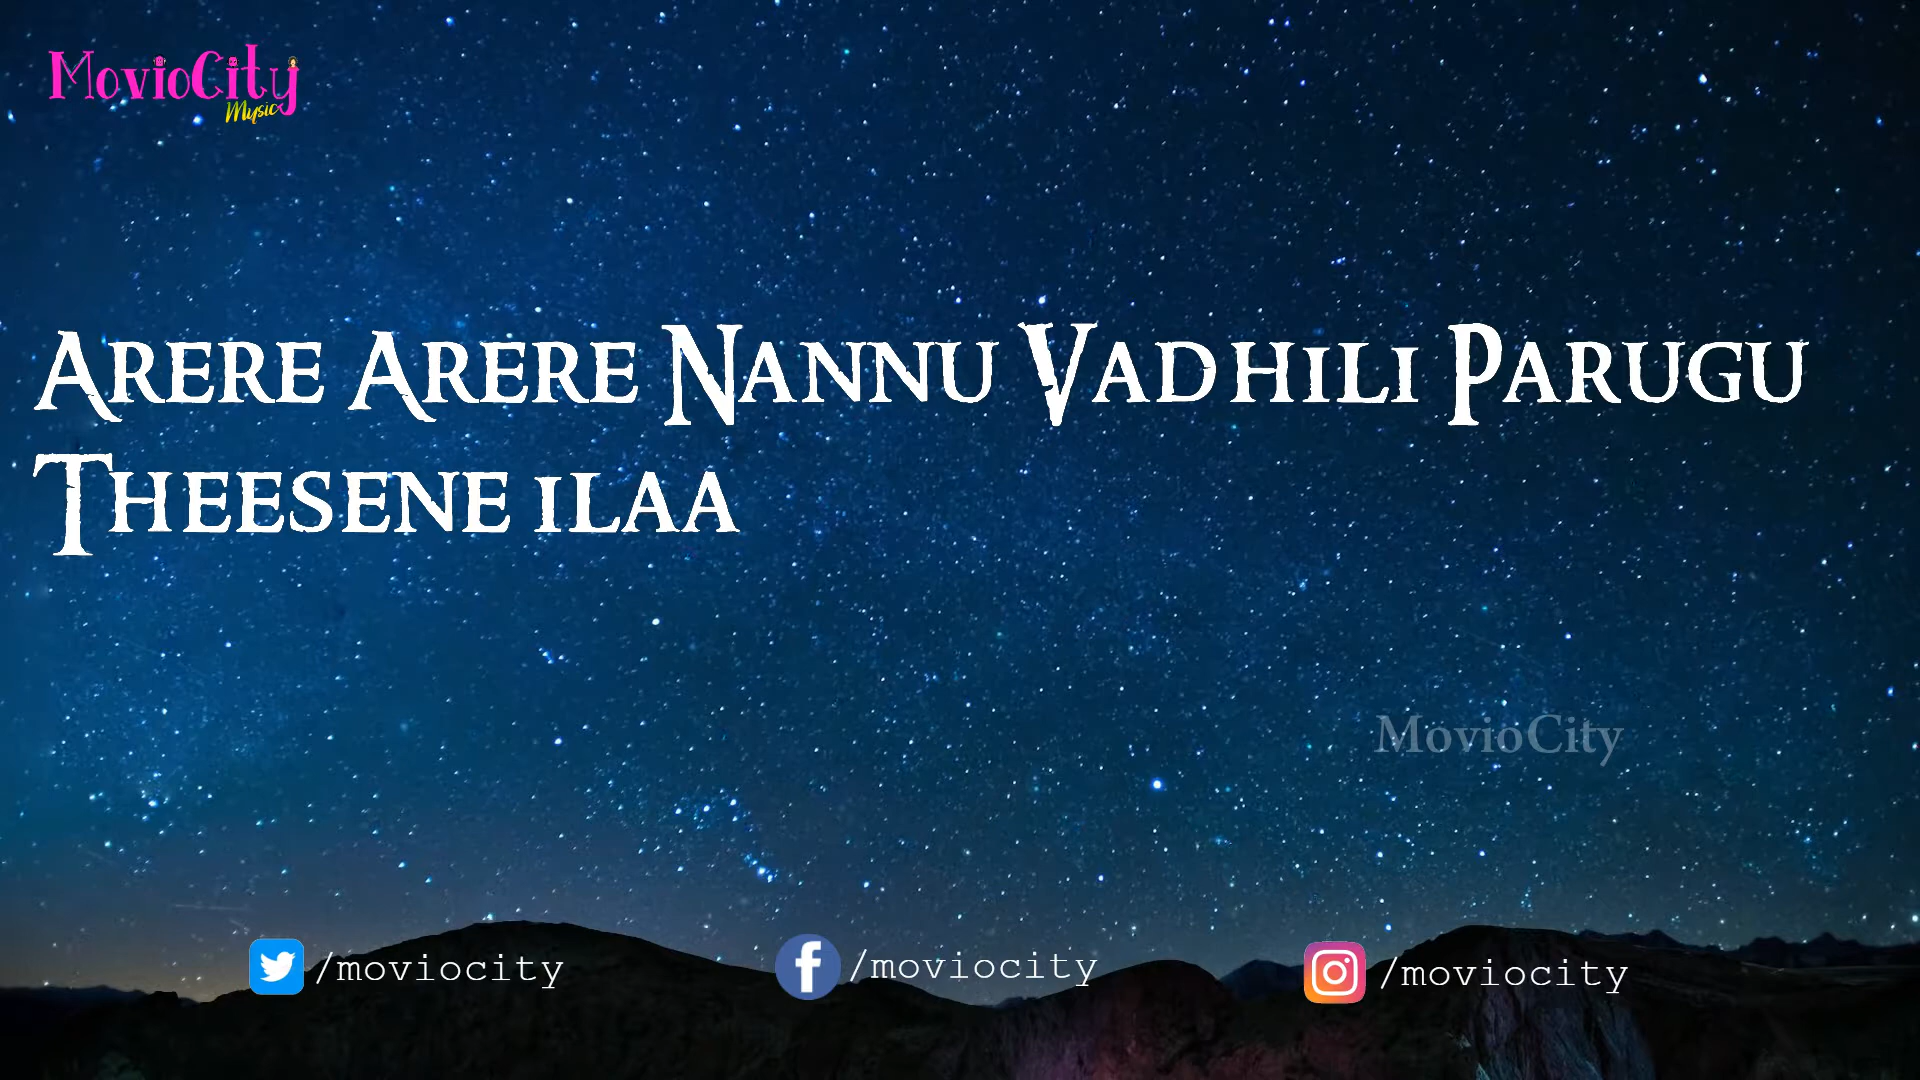 MovioCity
Music
Arere Arere Nannu Vadhili Parugu
Theesene ilaa
MovioCity
/moviocity
/moviocity
/moviocity